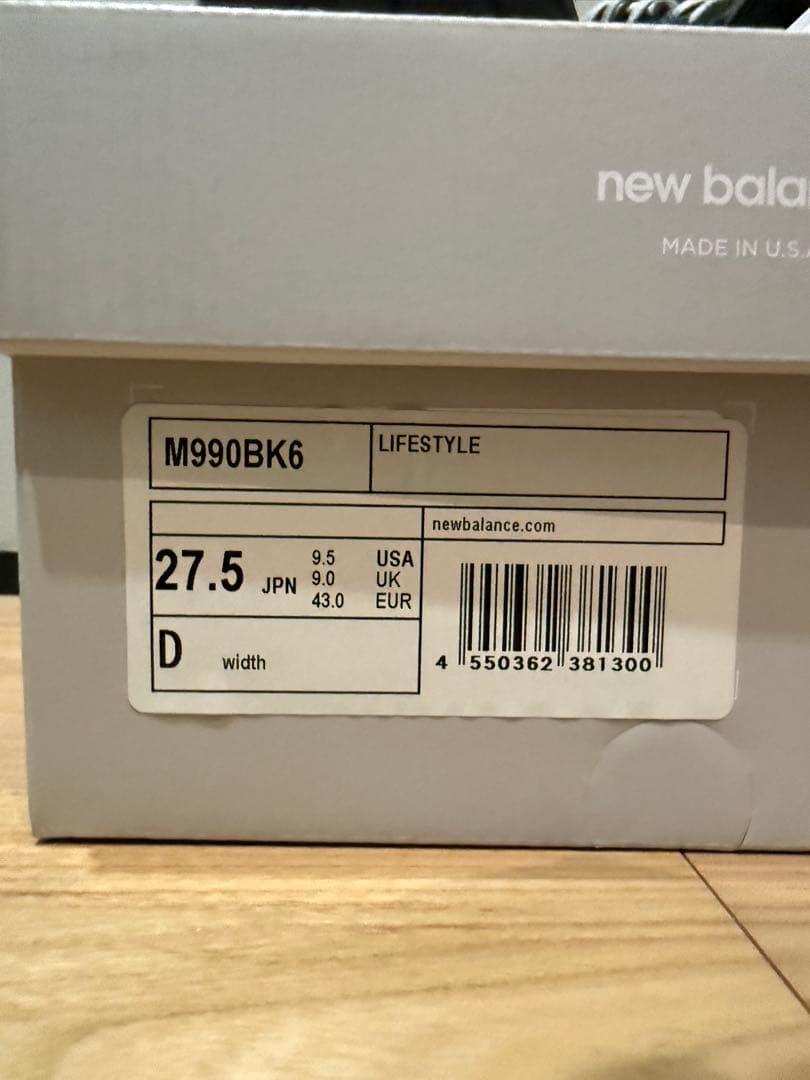 new bala
MADE IN U.S.
M990BK6
LIFESTYLE
newbalance.com
27.5 JPN
9.5 USA
9.0 UK
43.0 EUR
D width
4 550362 381300